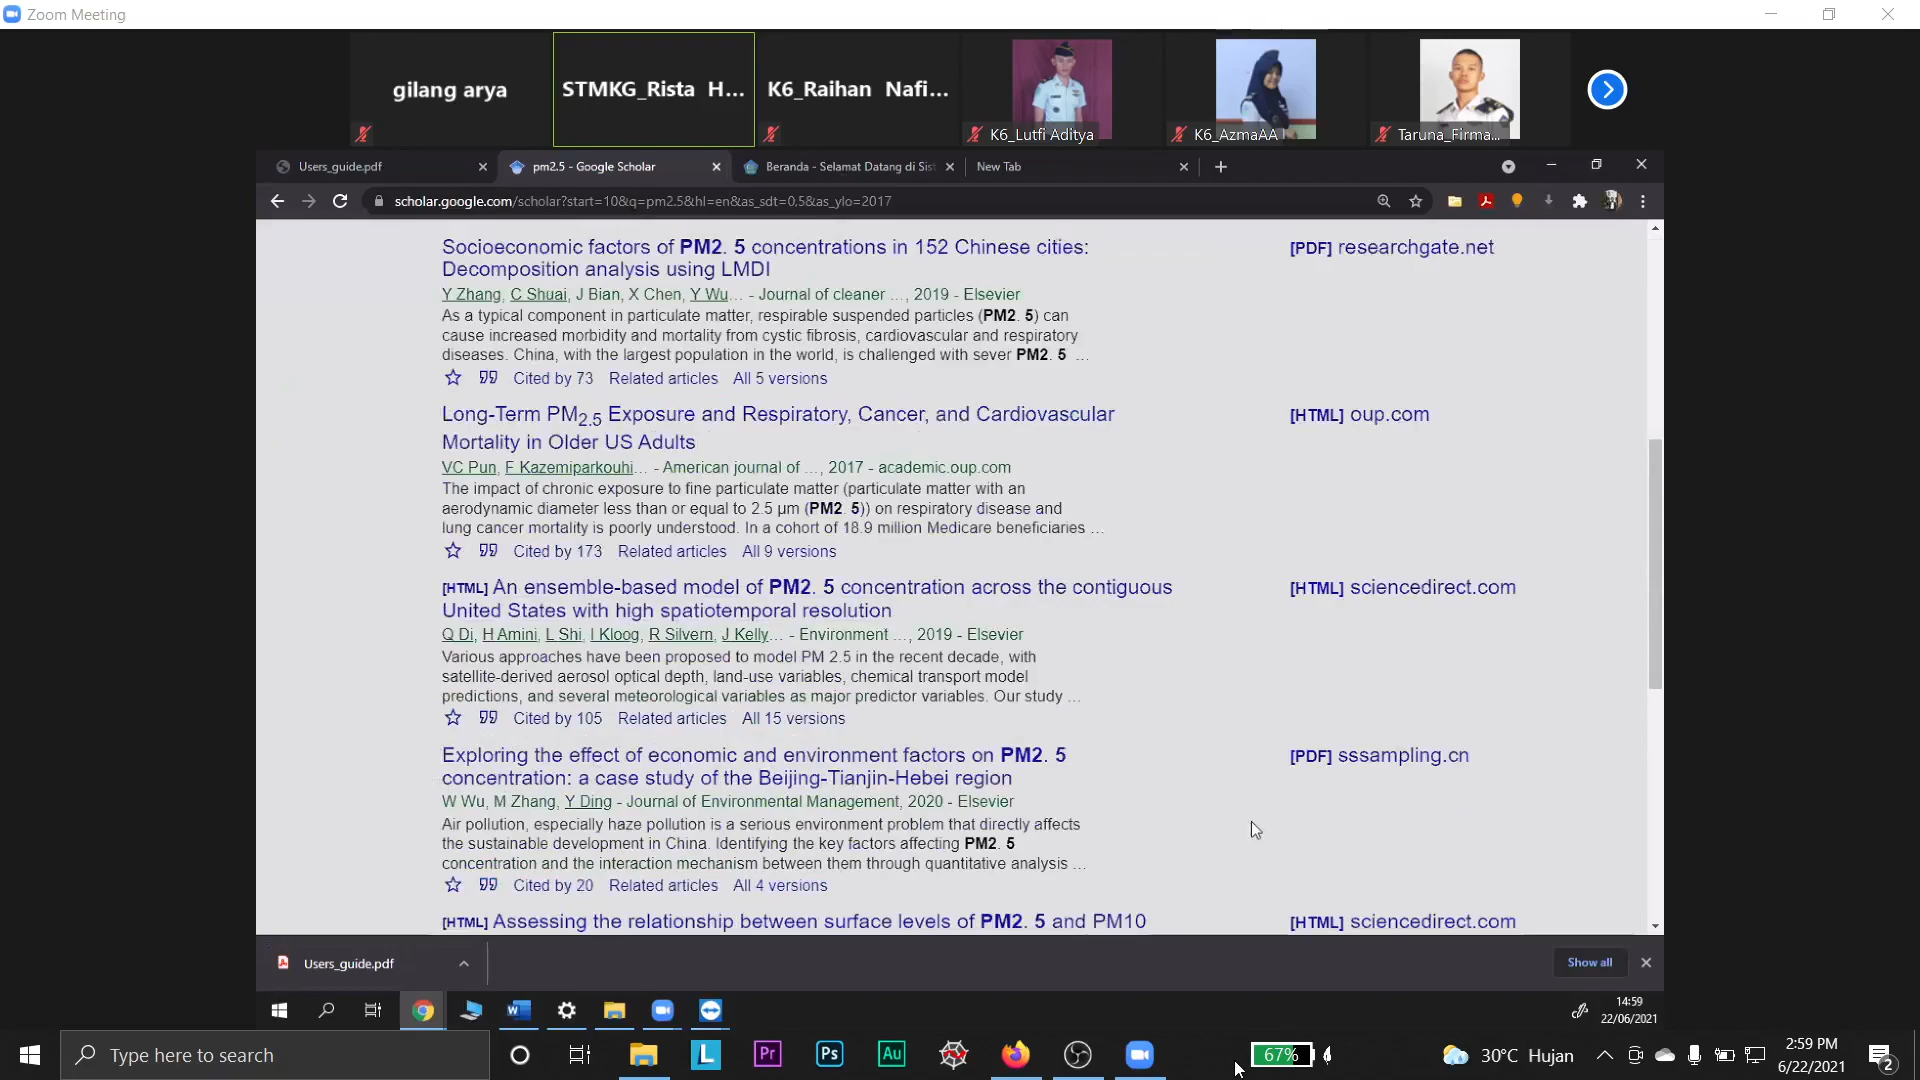 Zoom Meeting
gilang arya
STMKG_Rista H...
K6_Raihan Nafi...
K6_Lutfi Aditya
K6_AzmaAA
Taruna_Firma...
Users_guide.pdf
pm2.5 - Google Scholar
Beranda - Selamat Datang di Sist
New Tab
scholar.google.com/scholar?start=10&q=pm2.5&hl=en&as_sdt=0,5&as_ylo=2017
Socioeconomic factors of PM2. 5 concentrations in 152 Chinese cities:
[PDF] researchgate.net
Decomposition analysis using LMDI
Y Zhang, C Shuai, J Bian, X Chen, Y Wu... - Journal of cleaner ..., 2019 - Elsevier
As a typical component in particulate matter, respirable suspended particles (PM2. 5) can
cause increased morbidity and mortality from cystic fibrosis, cardiovascular and respiratory
diseases. China, with the largest population in the world, is challenged with sever PM2. 5 ...
Cited by 73 Related articles All 5 versions
Long-Term PM2.5 Exposure and Respiratory, Cancer, and Cardiovascular
[HTML] oup.com
Mortality in Older US Adults
VC Pun, F Kazemiparkouhi... - American journal of ..., 2017 - academic.oup.com
The impact of chronic exposure to fine particulate matter (particulate matter with an
aerodynamic diameter less than or equal to 2.5 μm (PM2. 5)) on respiratory disease and
lung cancer mortality is poorly understood. In a cohort of 18.9 million Medicare beneficiaries ...
Cited by 173 Related articles All 9 versions
[HTML] An ensemble-based model of PM2. 5 concentration across the contiguous
[HTML] sciencedirect.com
United States with high spatiotemporal resolution
Q Di, H Amini, L Shi, I Kloog, R Silvern, J Kelly... - Environment ..., 2019 - Elsevier
Various approaches have been proposed to model PM 2.5 in the recent decade, with
satellite-derived aerosol optical depth, land-use variables, chemical transport model
predictions, and several meteorological variables as major predictor variables. Our study ...
Cited by 105 Related articles All 15 versions
Exploring the effect of economic and environment factors on PM2. 5
[PDF] sssampling.cn
concentration: a case study of the Beijing-Tianjin-Hebei region
W Wu, M Zhang, Y Ding - Journal of Environmental Management, 2020 - Elsevier
Air pollution, especially haze pollution is a serious environment problem that directly affects
the sustainable development in China. Identifying the key factors affecting PM2. 5
concentration and the interaction mechanism between them through quantitative analysis ...
Cited by 20 Related articles All 4 versions
[HTML] Assessing the relationship between surface levels of PM2. 5 and PM10
[HTML] sciencedirect.com
Users_guide.pdf
Show all
14:59
22/06/2021
Type here to search
L
Pr
Ps
Au
67%
30°C Hujan
2:59 PM
6/22/2021
2